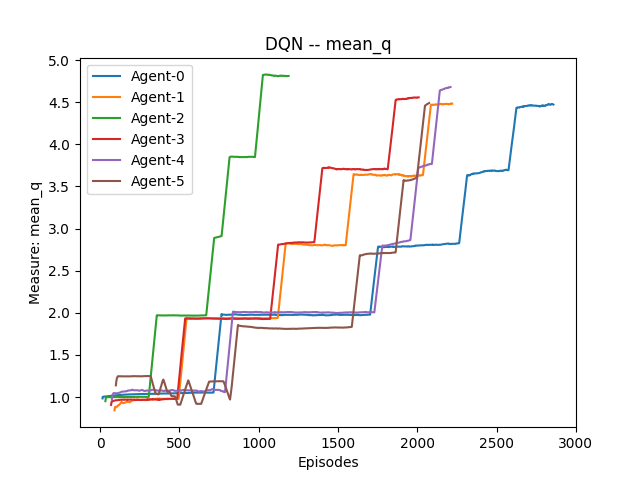 DQN -- mean_q
5.0
4.5
4.0
3.5
3.0
2.5
2.0
1.5
1.0
Measure: mean_q
Agent-0
Agent-1
Agent-2
Agent-3
Agent-4
Agent-5
0
500
1000
1500
2000
2500
3000
Episodes